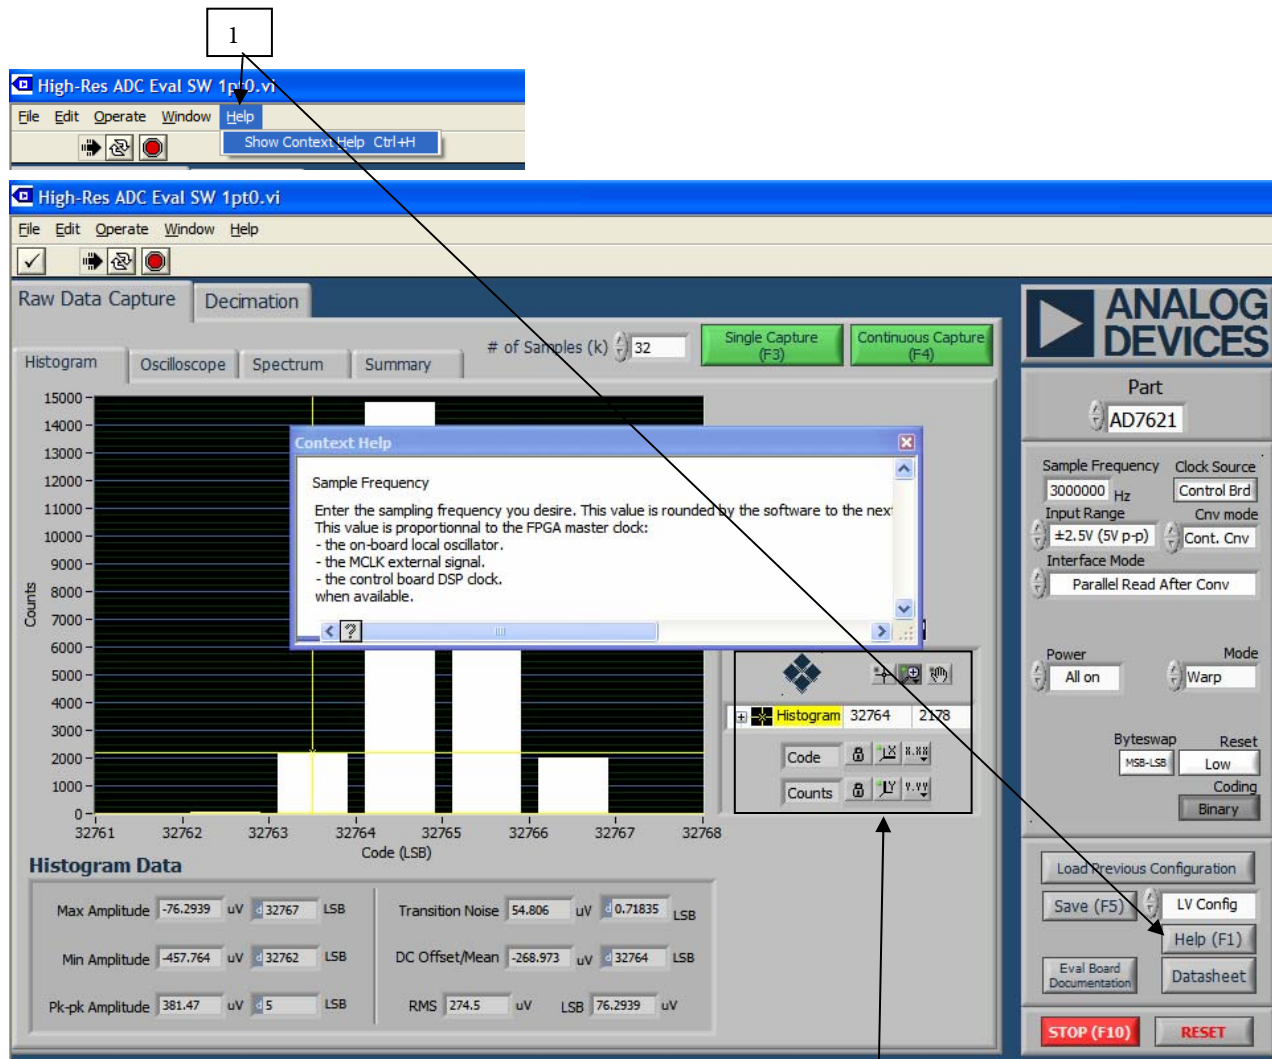 1
High-Res ADC Eval SW 1pt0.vi
File Edit Operate Window Help
Show Context Help Ctrl+H
High-Res ADC Eval SW 1pt0.vi
File Edit Operate Window Help
Raw Data Capture Decimation
# of Samples (k) 32
Single Capture (F3)
Continuous Capture (F4)
Histogram Oscilloscope Spectrum Summary
15000
14000
13000
12000
11000
10000
9000
8000
7000
6000
5000
4000
3000
2000
1000
0
Counts
32761 32762 32763 32764 32765 32766 32767 32768
Code (LSB)
Context Help
Sample Frequency
Enter the sampling frequency you desire. This value is rounded by the software to the nex
This value is proportionnal to the FPGA master clock:
- the on-board local oscillator.
- the MCLK external signal.
- the control board DSP clock.
when available.
?
Histogram 32764 2178
Code X X.XX
Counts Y Y.YY
Histogram Data
Max Amplitude -76.2939 uV d 32767 LSB
Min Amplitude -457.764 uV d 32762 LSB
Pk-pk Amplitude 381.47 uV d 5 LSB
Transition Noise 54.806 uV d 0.71835 LSB
DC Offset/Mean -268.973 uV d 32764 LSB
RMS 274.5 uV LSB 76.2939 uV
ANALOG
DEVICES
Part
AD7621
Sample Frequency Clock Source
3000000 Hz Control Brd
Input Range Cnv mode
±2.5V (5V p-p) Cont. Cnv
Interface Mode
Parallel Read After Conv
Power Mode
All on Warp
Byteswap Reset
MSB-LSB Low
Coding
Binary
Load Previous Configuration
Save (F5) LV Config
Help (F1)
Eval Board
Documentation
Datasheet
STOP (F10) RESET